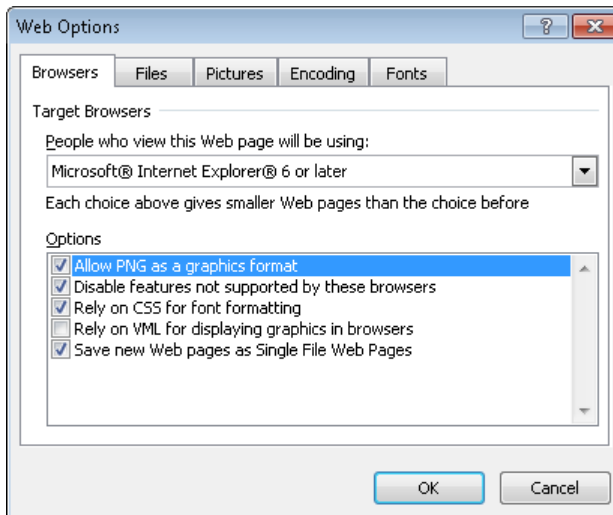 Web Options
Browsers Files Pictures Encoding Fonts
Target Browsers
People who view this Web page will be using:
Microsoft® Internet Explorer® 6 or later
Each choice above gives smaller Web pages than the choice before
Options
Allow PNG as a graphics format
Disable features not supported by these browsers
Rely on CSS for font formatting
Rely on VML for displaying graphics in browsers
Save new Web pages as Single File Web Pages
OK Cancel